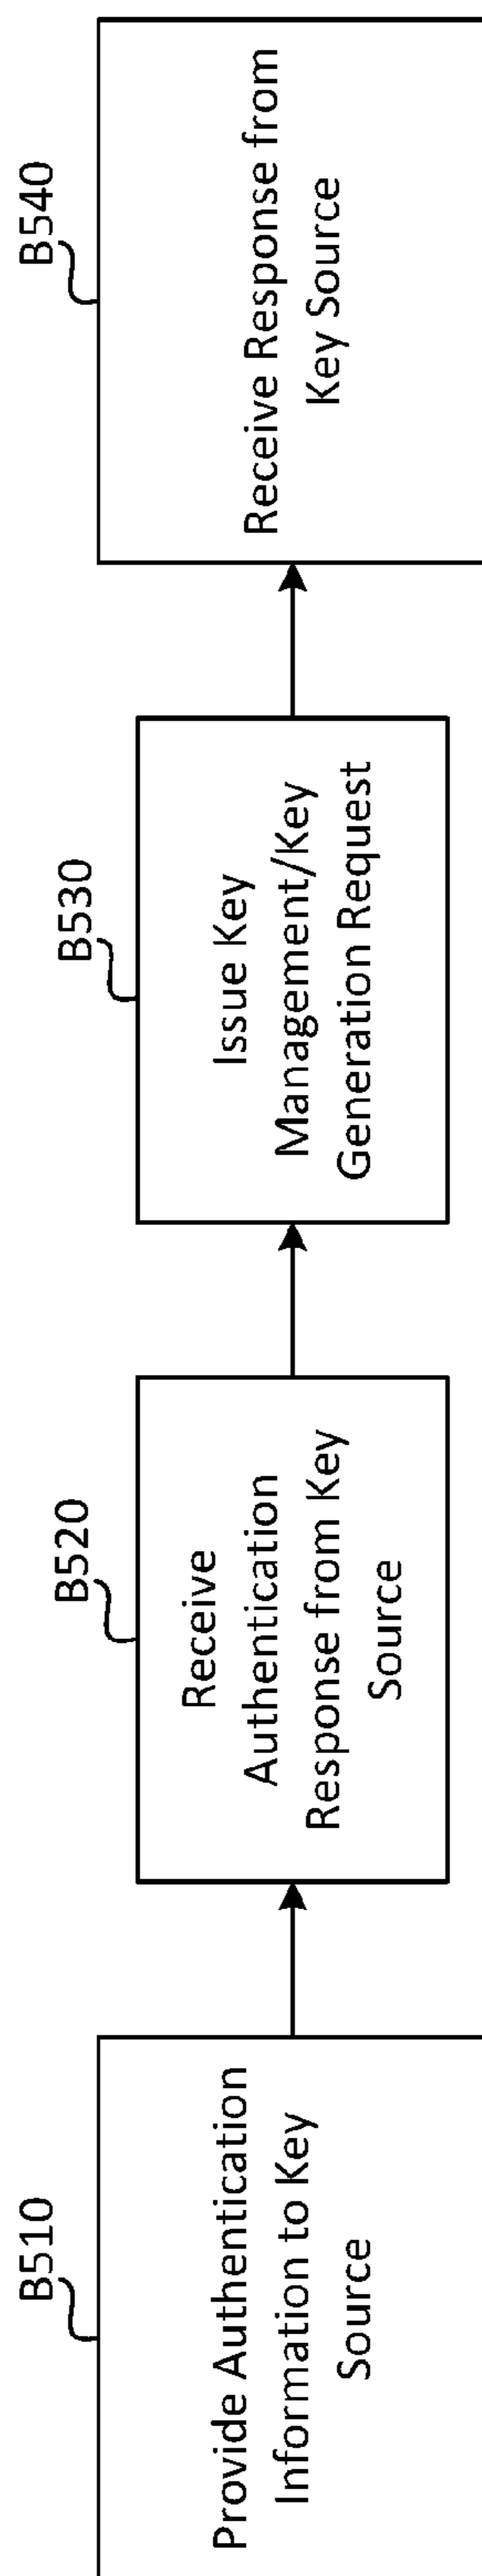 B510
Provide Authentication
Information to Key
Source
B520
Receive
Authentication
Response from Key
Source
B530
Issue Key
Management/Key
Generation Request
B540
Receive Response from
Key Source